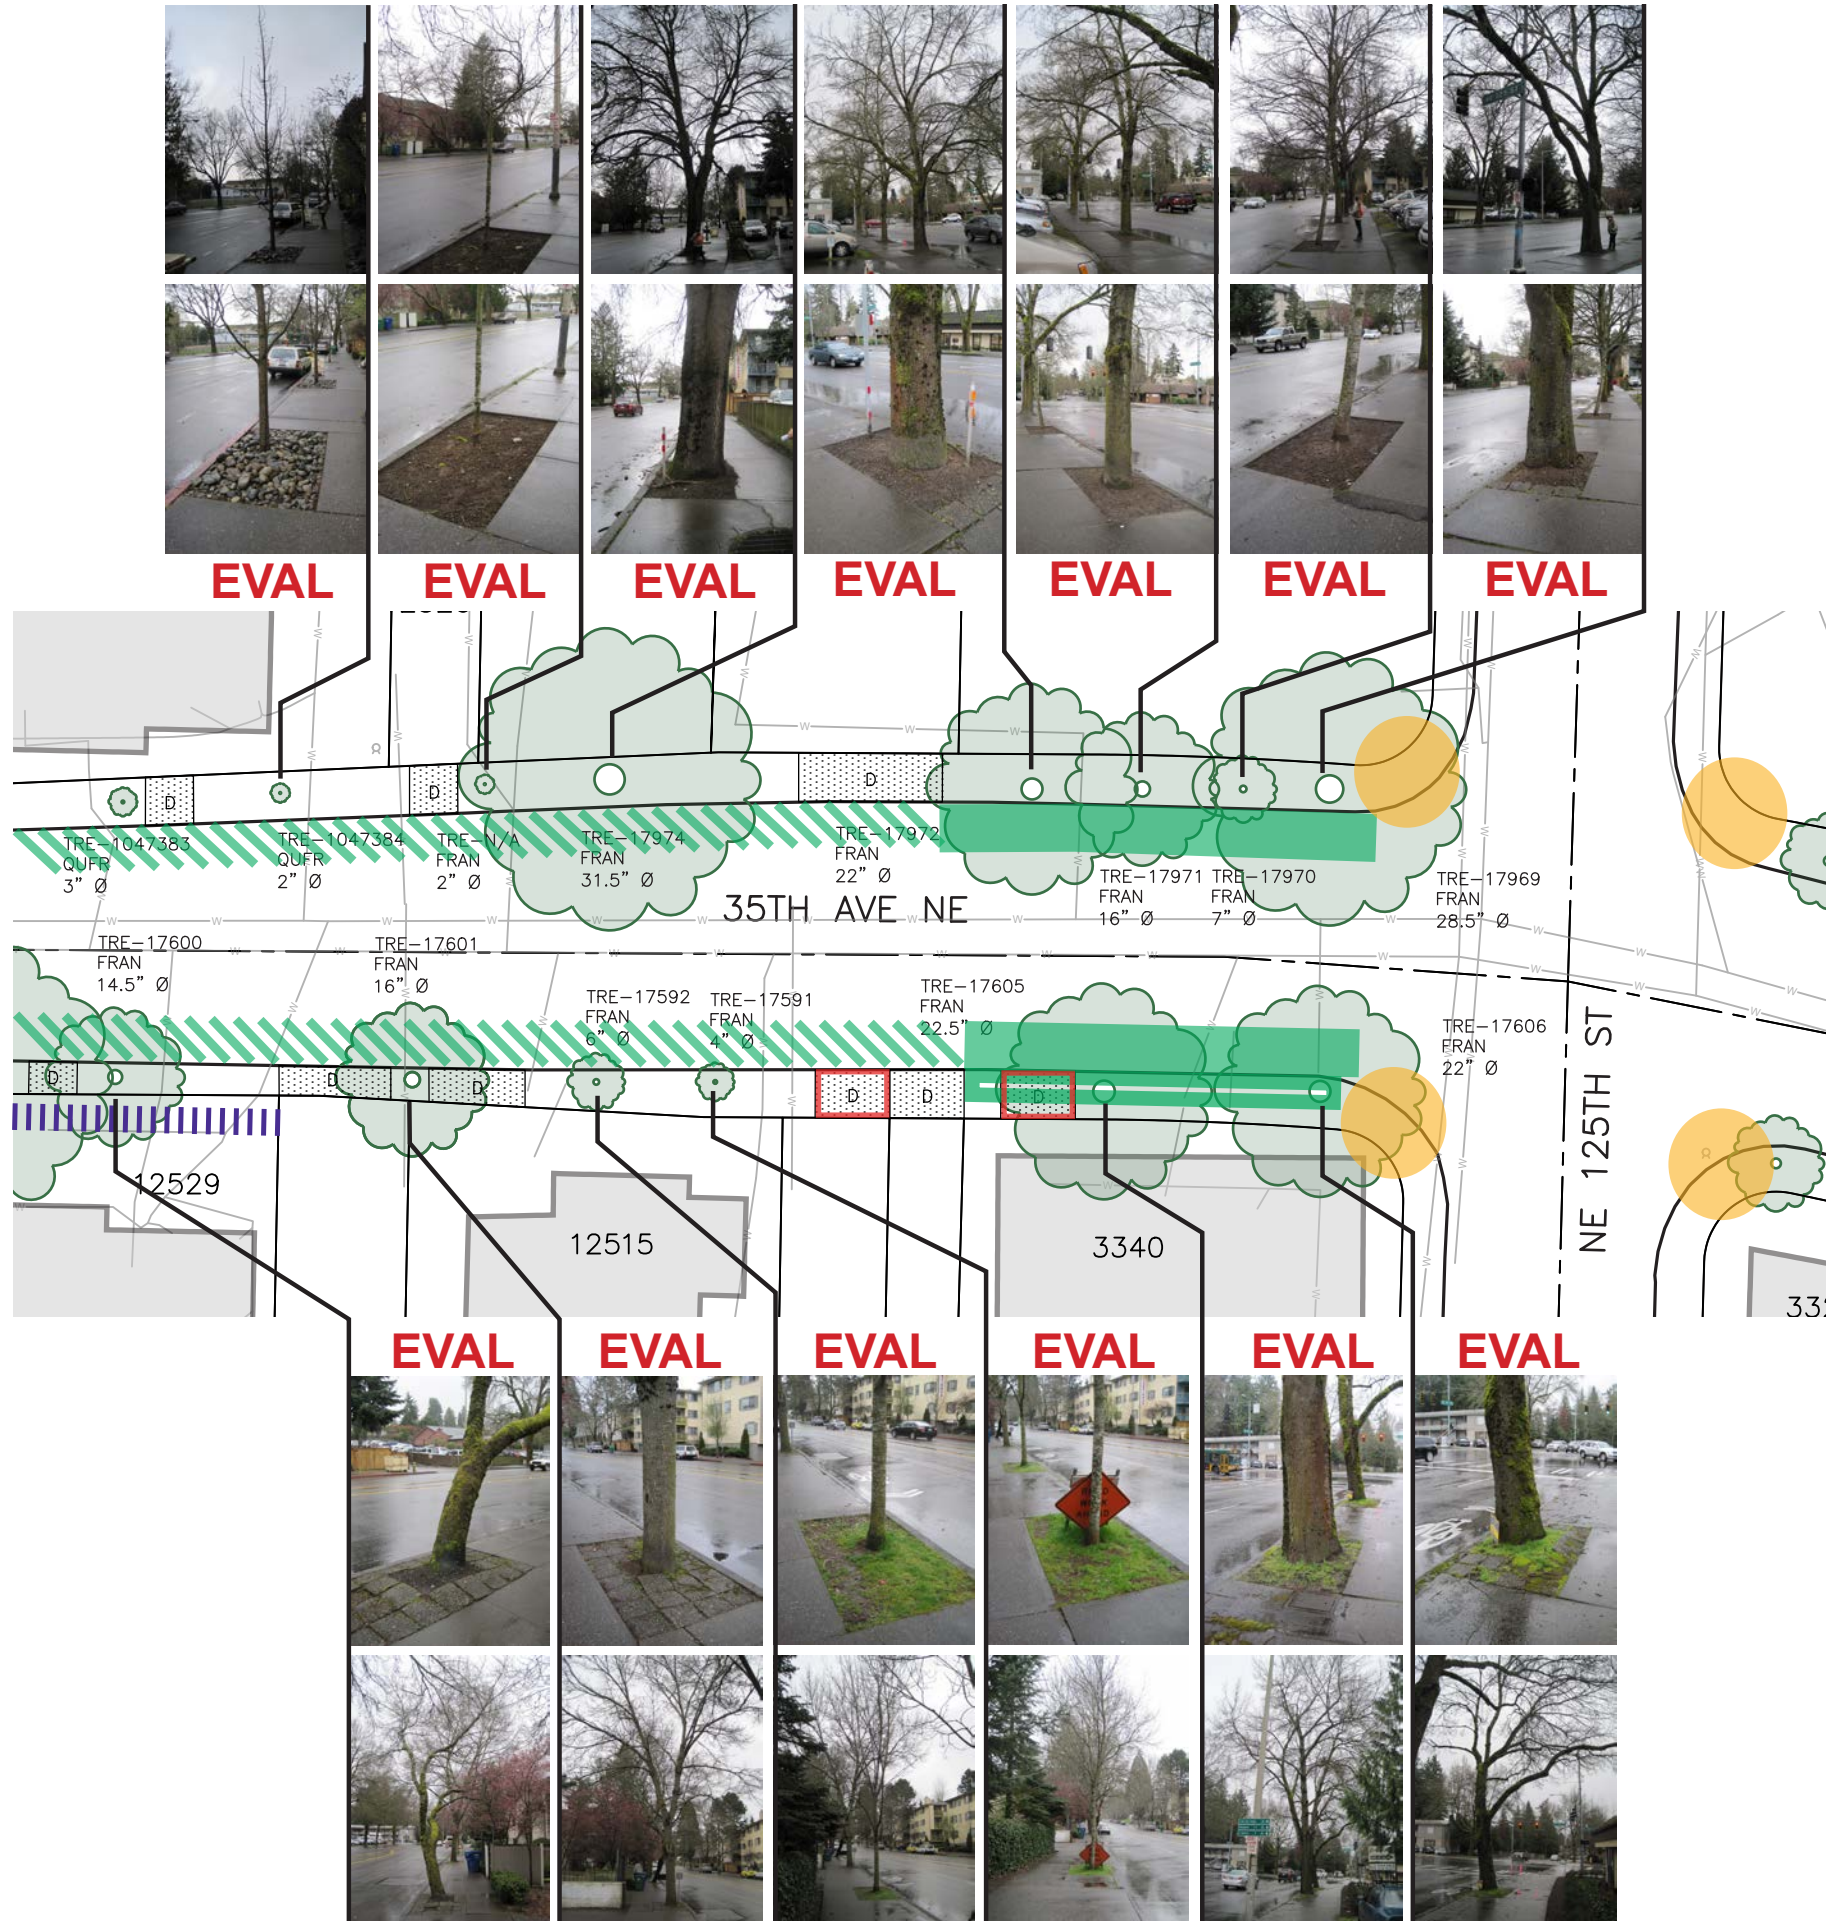 EVAL EVAL EVAL EVAL EVAL EVAL EVAL
D
D
D
TRE-1047383
QUFR
3" Ø
TRE-1047384
QUFR
2" Ø
TRE-N/A
FRAN
2" Ø
TRE-17974
FRAN
31.5" Ø
TRE-17972
FRAN
22" Ø
TRE-17971
FRAN
16" Ø
TRE-17970
FRAN
7" Ø
TRE-17969
FRAN
28.5" Ø
35TH AVE NE
TRE-17600
FRAN
14.5" Ø
TRE-17601
FRAN
16" Ø
TRE-17592
FRAN
6" Ø
TRE-17591
FRAN
4" Ø
TRE-17605
FRAN
22.5" Ø
TRE-17606
FRAN
22" Ø
NE 125TH ST
D
D
D
D
D
D
12529
12515
3340
EVAL EVAL EVAL EVAL EVAL EVAL